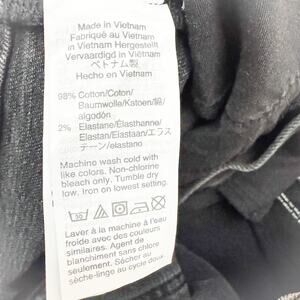 Made in Vietnam
Fabriqué au Vietnam
in Vietnam Hergestellt
Vervaardigd in Viëtnam
ベトナム製
Hecho en Vietnam
98% Cotton/Coton/
Baumwolle/Katoen/綿/
algodón
2% Elastane/Élasthanne/
Elastan/Elastaan/エラス
テーン/elastano
Machine wash cold with
like colors. Non-chlorine
bleach only. Tumble dry
low. Iron on lowest setting.
30
Laver à la machine à l'eau
froide avec des couleurs
similaires. Agent de
blanchiment sans chlore
seulement. Sécher au
sèche-linge au cycle doux